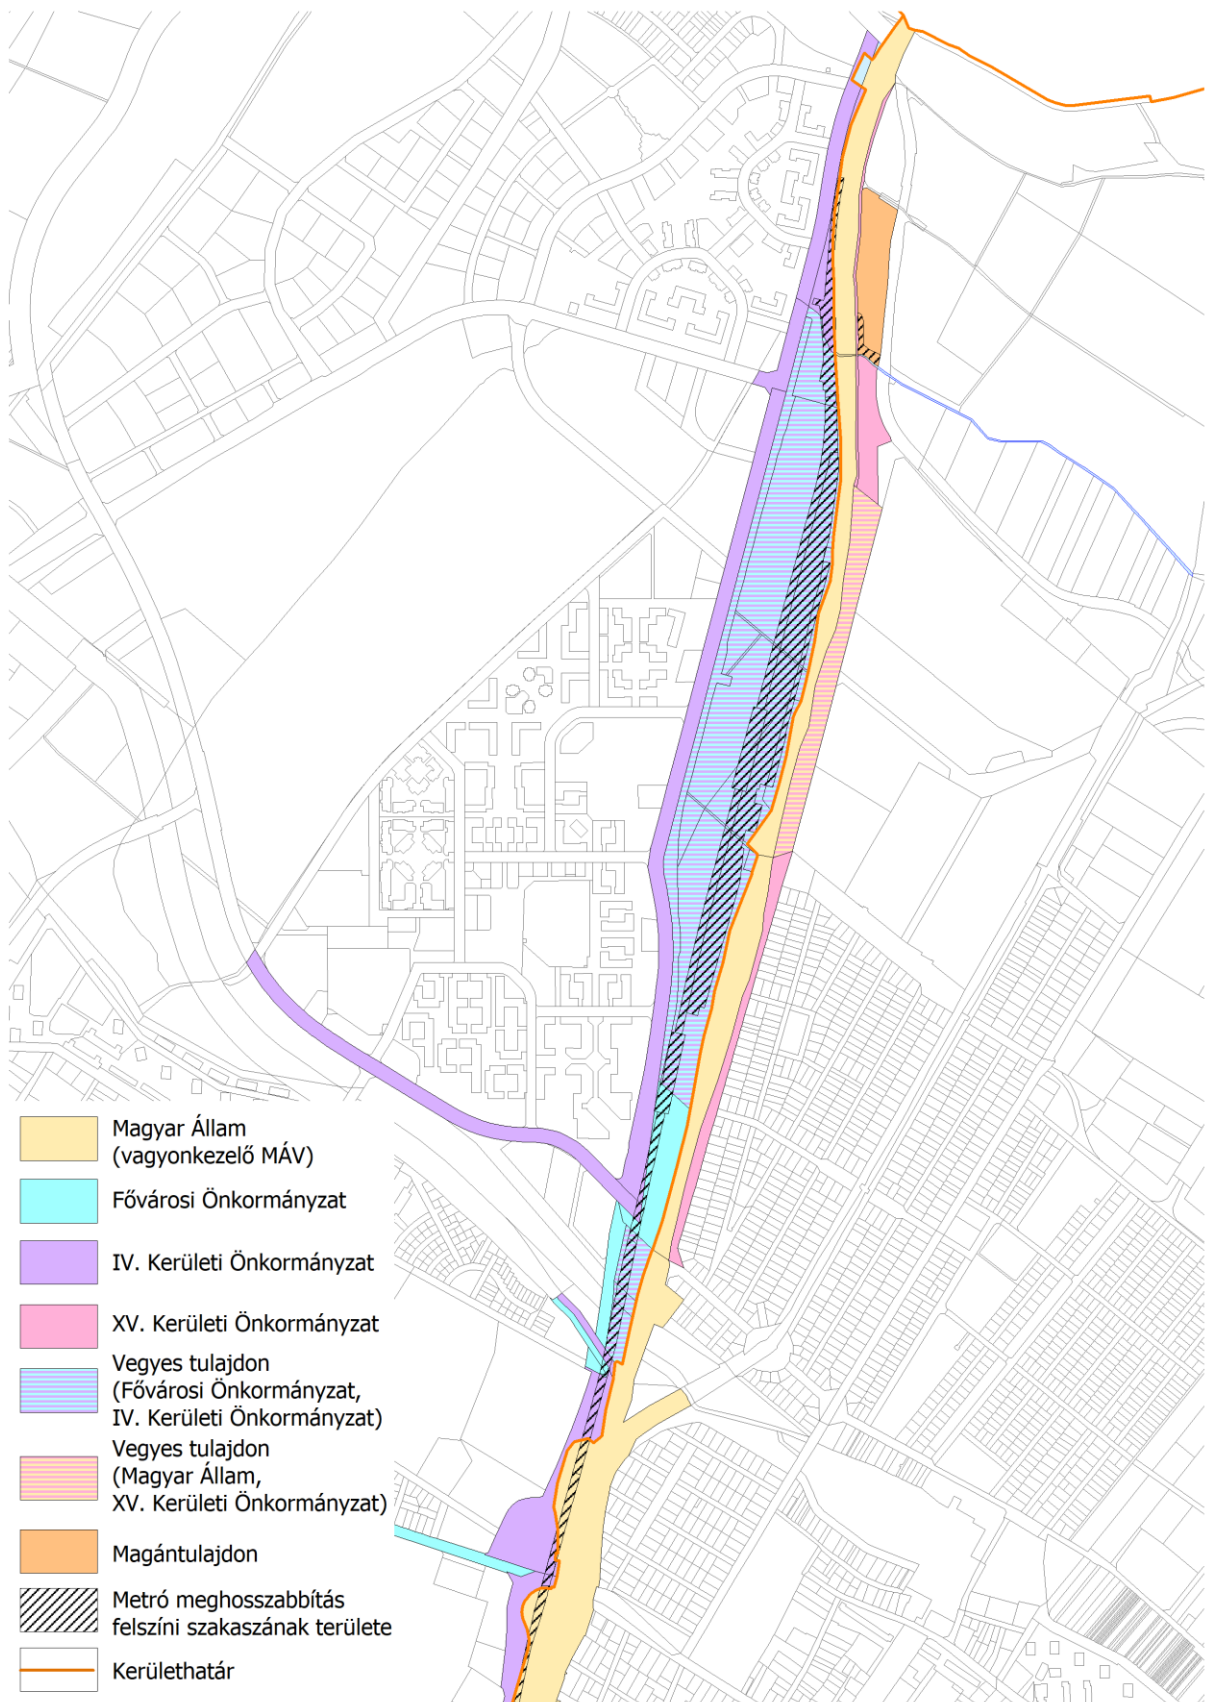 Magyar Állam
(vagyonkezelő MÁV)
Fővárosi Önkormányzat
IV. Kerületi Önkormányzat
XV. Kerületi Önkormányzat
Vegyes tulajdon
(Fővárosi Önkormányzat,
IV. Kerületi Önkormányzat)
Vegyes tulajdon
(Magyar Állam,
XV. Kerületi Önkormányzat)
Magántulajdon
Metró meghosszabbítás
felszíni szakaszának területe
Kerülethatár